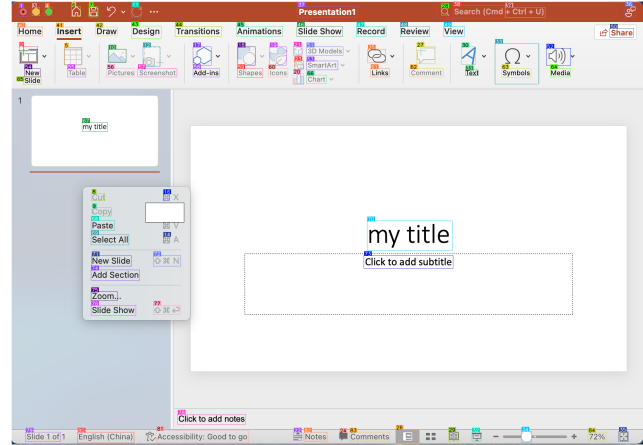 Presentation1
Search (Cmd + Ctrl + U)
Home Insert Draw Design Transitions Animations Slide Show Record Review View Share
New Slide
Table
Pictures
Screenshot
Add-ins
Shapes
Icons
3D Models
SmartArt
Chart
Links
Comment
Text
Symbols
Media
1
my title
Cut X
Copy
Paste V
Select All A
New Slide ⇧⌘ N
Add Section
Zoom...
Slide Show ⇧⌘↩
my title
Click to add subtitle
Click to add notes
Slide 1 of 1 English (China) Accessibility: Good to go Notes Comments 72%